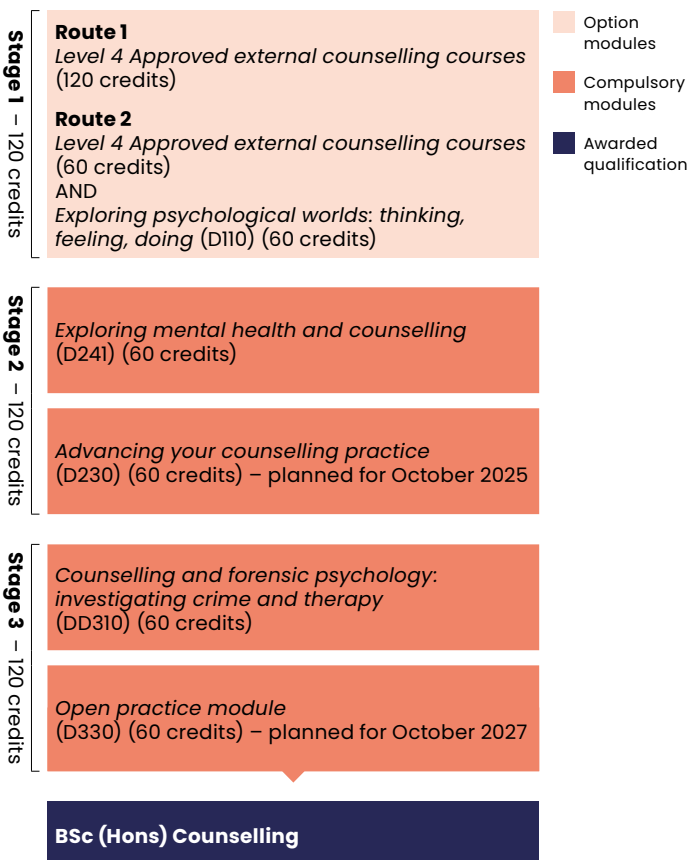 Stage 1 – 120 credits
Route 1
Level 4 Approved external counselling courses
(120 credits)
Route 2
Level 4 Approved external counselling courses
(60 credits)
AND
Exploring psychological worlds: thinking,
feeling, doing (D110) (60 credits)
Option
modules
Compulsory
modules
Awarded
qualification
Stage 2 – 120 credits
Exploring mental health and counselling
(D241) (60 credits)
Advancing your counselling practice
(D230) (60 credits) – planned for October 2025
Stage 3 – 120 credits
Counselling and forensic psychology:
investigating crime and therapy
(DD310) (60 credits)
Open practice module
(D330) (60 credits) – planned for October 2027
BSc (Hons) Counselling